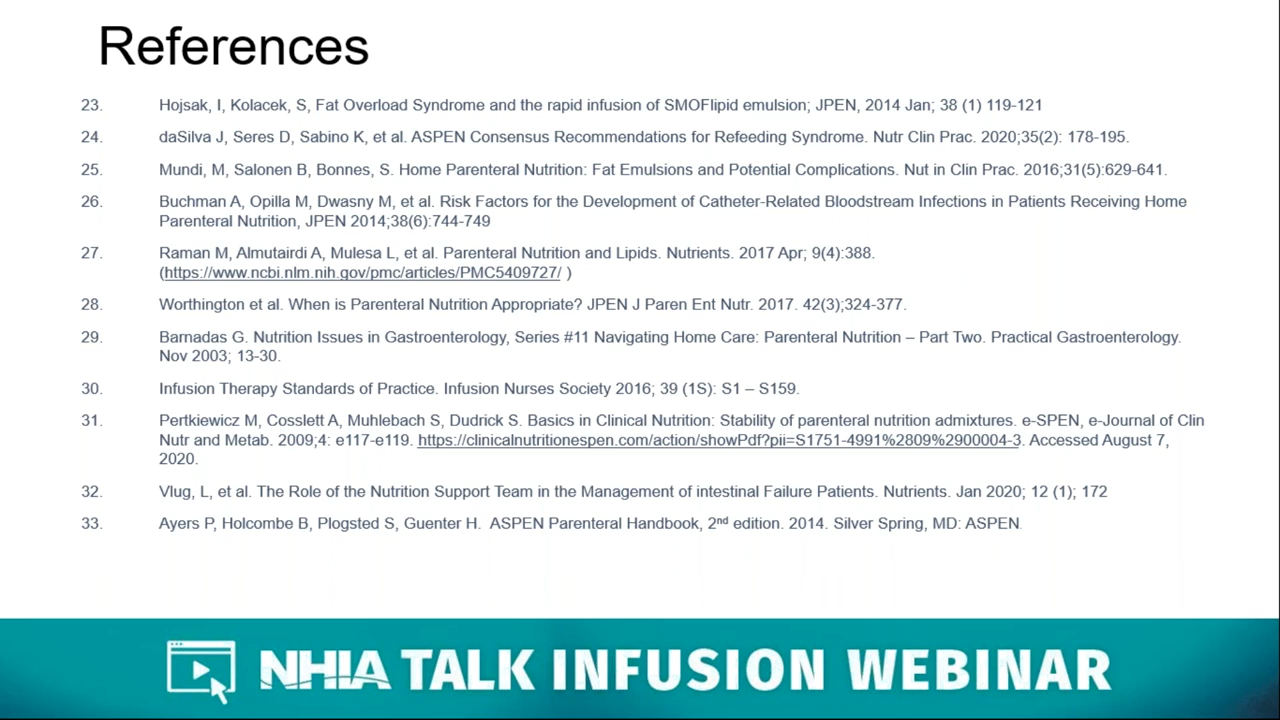 References
23. Hojsak, I, Kolacek, S, Fat Overload Syndrome and the rapid infusion of SMOFlipid emulsion; JPEN, 2014 Jan; 38 (1) 119-121
24. daSilva J, Seres D, Sabino K, et al. ASPEN Consensus Recommendations for Refeeding Syndrome. Nutr Clin Prac. 2020;35(2): 178-195.
25. Mundi, M, Salonen B, Bonnes, S. Home Parenteral Nutrition: Fat Emulsions and Potential Complications. Nut in Clin Prac. 2016;31(5):629-641.
26. Buchman A, Opilla M, Dwasny M, et al. Risk Factors for the Development of Catheter-Related Bloodstream Infections in Patients Receiving Home
Parenteral Nutrition, JPEN 2014;38(6):744-749
27. Raman M, Almutairdi A, Mulesa L, et al. Parenteral Nutrition and Lipids. Nutrients. 2017 Apr; 9(4):388.
(https://www.ncbi.nlm.nih.gov/pmc/articles/PMC5409727/ )
28. Worthington et al. When is Parenteral Nutrition Appropriate? JPEN J Paren Ent Nutr. 2017. 42(3);324-377.
29. Barnadas G. Nutrition Issues in Gastroenterology, Series #11 Navigating Home Care: Parenteral Nutrition – Part Two. Practical Gastroenterology.
Nov 2003; 13-30.
30. Infusion Therapy Standards of Practice. Infusion Nurses Society 2016; 39 (1S): S1 – S159.
31. Pertkiewicz M, Cosslett A, Muhlebach S, Dudrick S. Basics in Clinical Nutrition: Stability of parenteral nutrition admixtures. e-SPEN, e-Journal of Clin
Nutr and Metab. 2009;4: e117-e119. https://clinicalnutritionespen.com/action/showPdf?pii=S1751-4991%2809%2900004-3. Accessed August 7,
2020.
32. Vlug, L, et al. The Role of the Nutrition Support Team in the Management of intestinal Failure Patients. Nutrients. Jan 2020; 12 (1); 172
33. Ayers P, Holcombe B, Plogsted S, Guenter H. ASPEN Parenteral Handbook, 2nd edition. 2014. Silver Spring, MD: ASPEN.
NHIA TALK INFUSION WEBINAR